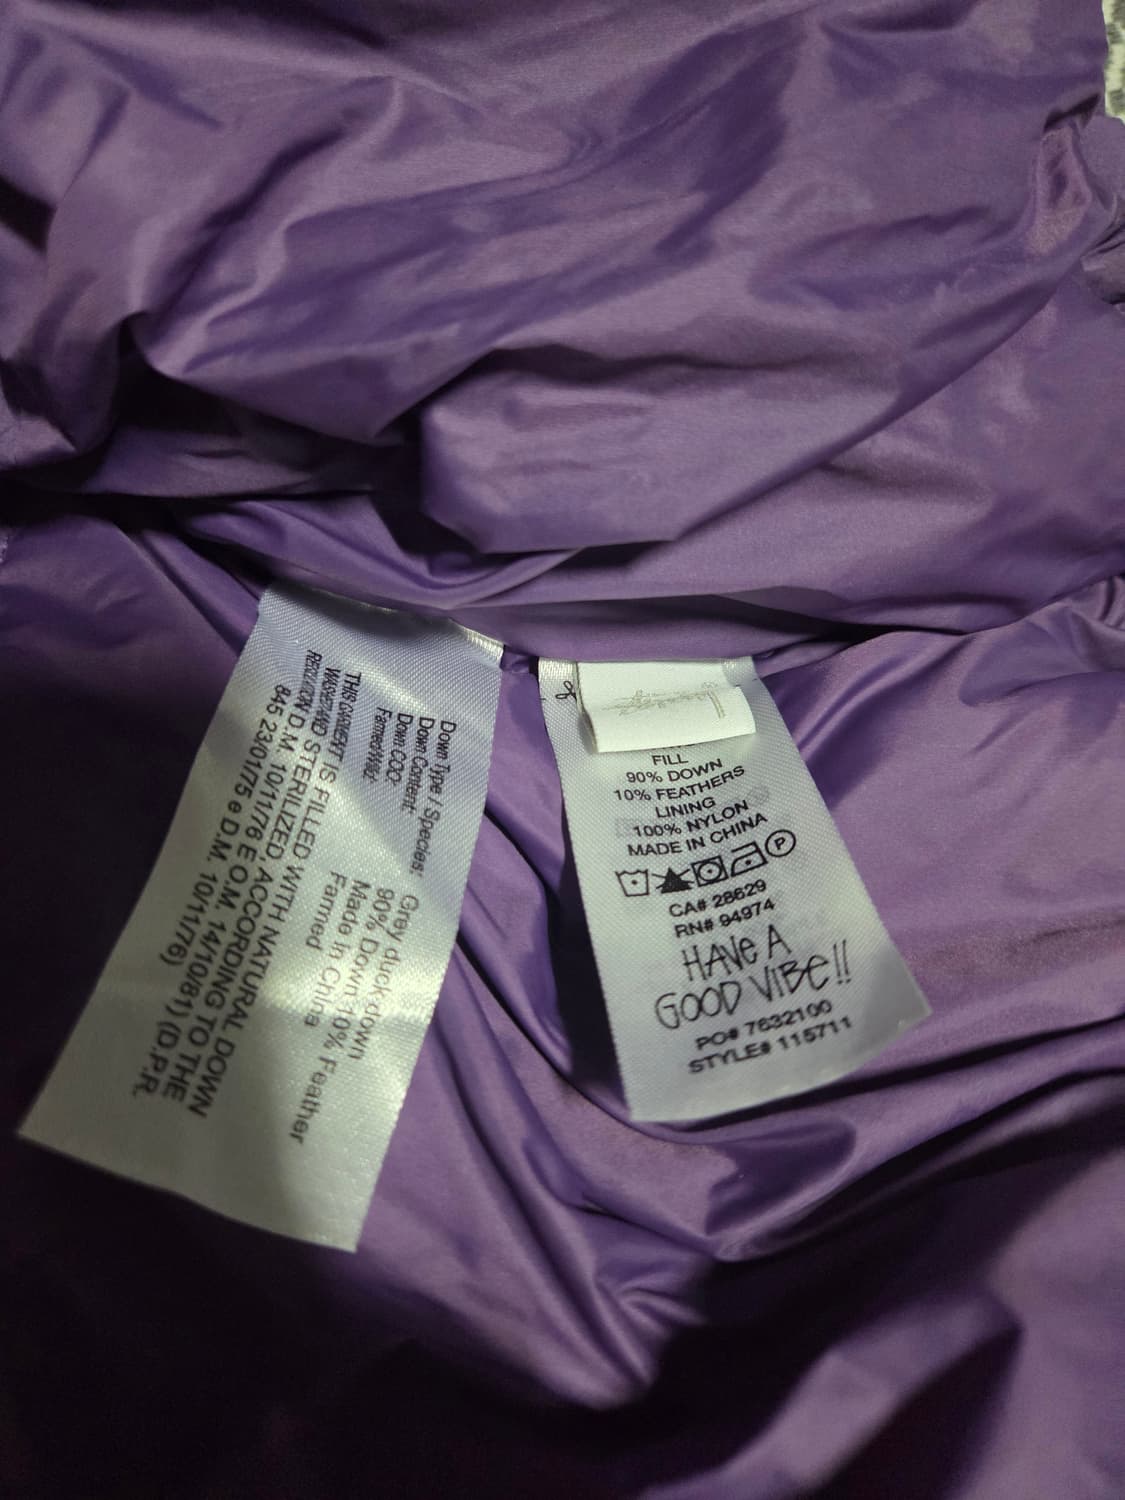 Down Type / Species: Grey duck down
Down Content: 90% Down 10% Feather
Down COO: Made in China
Farmed/Wild: Farmed
THIS GARMENT IS FILLED WITH NATURAL DOWN
WASHED AND STERILIZED, ACCORDING TO THE
REGULATION D.M. 10/11/76 E D.M. 14/10/81) (D.P.R.
845 23/01/75 e D.M. 10/11/76)
FILL
90% DOWN
10% FEATHERS
LINING
100% NYLON
MADE IN CHINA
P
CA# 28629
RN# 94974
HAVE A
GOOD VIBE!!
PO# 7632100
STYLE# 115711